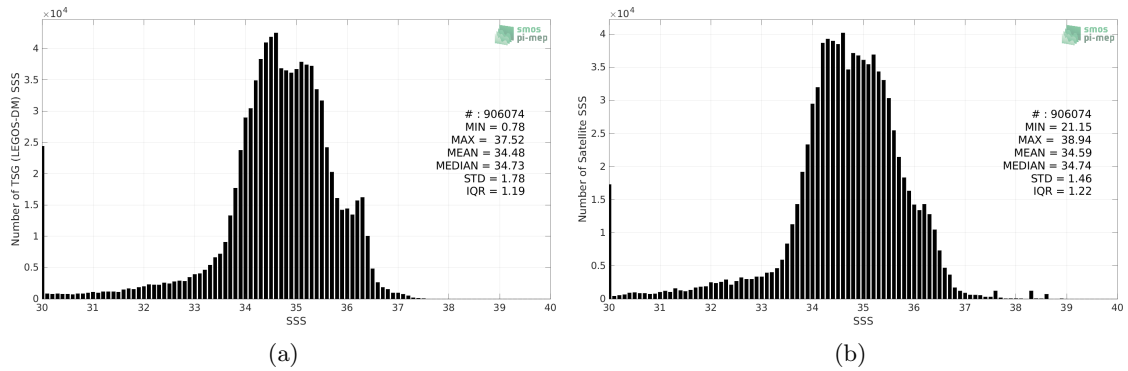 ×10⁴
smos
pi-mep
4
3.5
3
2.5
2
1.5
1
0.5
0
Number of TSG (LEGOS-DM) SSS
# : 906074
MIN = 0.78
MAX = 37.52
MEAN = 34.48
MEDIAN = 34.73
STD = 1.78
IQR = 1.19
30 31 32 33 34 35 36 37 38 39 40
SSS
(a)
×10⁴
smos
pi-mep
4
3.5
3
2.5
2
1.5
1
0.5
0
Number of Satellite SSS
# : 906074
MIN = 21.15
MAX = 38.94
MEAN = 34.59
MEDIAN = 34.74
STD = 1.46
IQR = 1.22
30 31 32 33 34 35 36 37 38 39 40
SSS
(b)